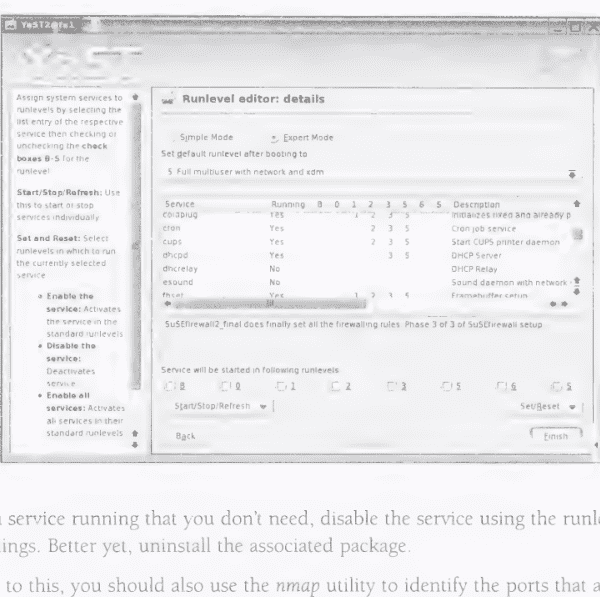 YaST2@fs1
YaST
Assign system services to
runlevels by selecting the
list entry of the respective
service then checking or
unchecking the check
boxes B-S for the
runlevel
Start/Stop/Refresh: Use
this to start or stop
services individually
Set and Reset: Select
runlevels in which to run
the currently selected
service
Enable the
service: Activates
the service in the
standard runlevels
Disable the
service:
Deactivates
service
Enable all
services: Activates
all services in their
standard runlevels
Runlevel editor: details
Simple Mode Expert Mode
Set default runlevel after booting to
5 Full multiuser with network and xdm
Service Running B 0 1 2 3 5 6 S Description
coldplug Yes 1 2 3 5 Initializes fixed and already p
cron Yes 2 3 5 Cron job service
cups Yes 2 3 5 Start CUPS printer daemon
dhcpd Yes 3 5 DHCP Server
dhcrelay No DHCP Relay
esound No Sound daemon with network
fbset Yes 1 2 3 5 Framebuffer setup
SuSEfirewall2_final does finally set all the firewalling rules. Phase 3 of 3 of SuSEfirewall setup
Service will be started in following runlevels
B 0 1 2 3 5 6 S
Start/Stop/Refresh Set/Reset
Back Finish
service running that you don't need, disable the service using the runle
ings. Better yet, uninstall the associated package.
to this, you should also use the nmap utility to identify the ports that a